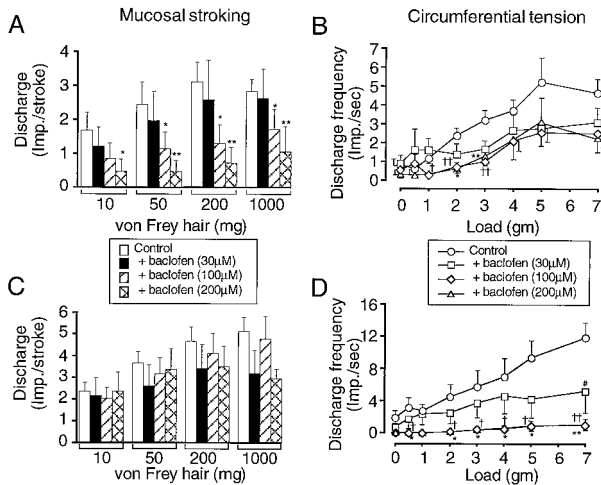 Mucosal stroking
Circumferential tension
A
Discharge
(Imp./stroke)
4
3
2
1
0
* * ** * ** * **
10 50 200 1000
von Frey hair (mg)
B
Discharge frequency
(Imp./sec)
7
6
5
4
3
2
1
0
†† ** ††
0 1 2 3 4 5 6 7
Load (gm)
Control
+ baclofen (30µM)
+ baclofen (100µM)
+ baclofen (200µM)
Control
+ baclofen (30µM)
+ baclofen (100µM)
+ baclofen (200µM)
C
Discharge
(Imp./stroke)
6
5
4
3
2
1
0
10 50 200 1000
von Frey hair (mg)
D
Discharge frequency
(Imp./sec)
16
12
8
4
0
#
††
* * * * * **
0 1 2 3 4 5 6 7
Load (gm)